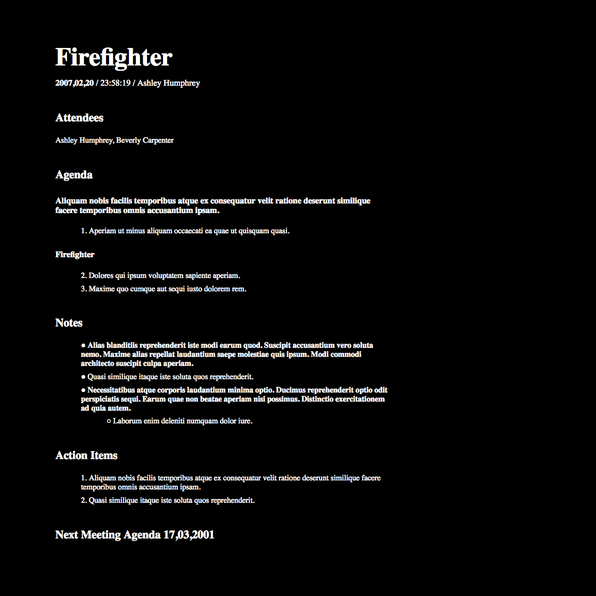 Firefighter
2007,02,20 / 23:58:19 / Ashley Humphrey
Attendees
Ashley Humphrey, Beverly Carpenter
Agenda
Aliquam nobis facilis temporibus atque ex consequatur velit ratione deserunt similique
facere temporibus omnis accusantium ipsam.
1. Aperiam ut minus aliquam occaecati ea quae ut quisquam quasi.
Firefighter
2. Dolores qui ipsum voluptatem sapiente aperiam.
3. Maxime quo cumque aut sequi iusto dolorem rem.
Notes
● Alias blanditiis reprehenderit iste modi earum quod. Suscipit accusantium vero soluta
nemo. Maxime alias repellat laudantium saepe molestiae quis ipsum. Modi commodi
architecto suscipit culpa aperiam.
● Quasi similique itaque iste soluta quos reprehenderit.
● Necessitatibus atque corporis laudantium minima optio. Ducimus reprehenderit optio odit
perspiciatis sequi. Earum quae non beatae aperiam nisi possimus. Distinctio exercitationem
ad quia autem.
○ Laborum enim deleniti numquam dolor iure.
Action Items
1. Aliquam nobis facilis temporibus atque ex consequatur velit ratione deserunt similique facere
temporibus omnis accusantium ipsam.
2. Quasi similique itaque iste soluta quos reprehenderit.
Next Meeting Agenda 17,03,2001